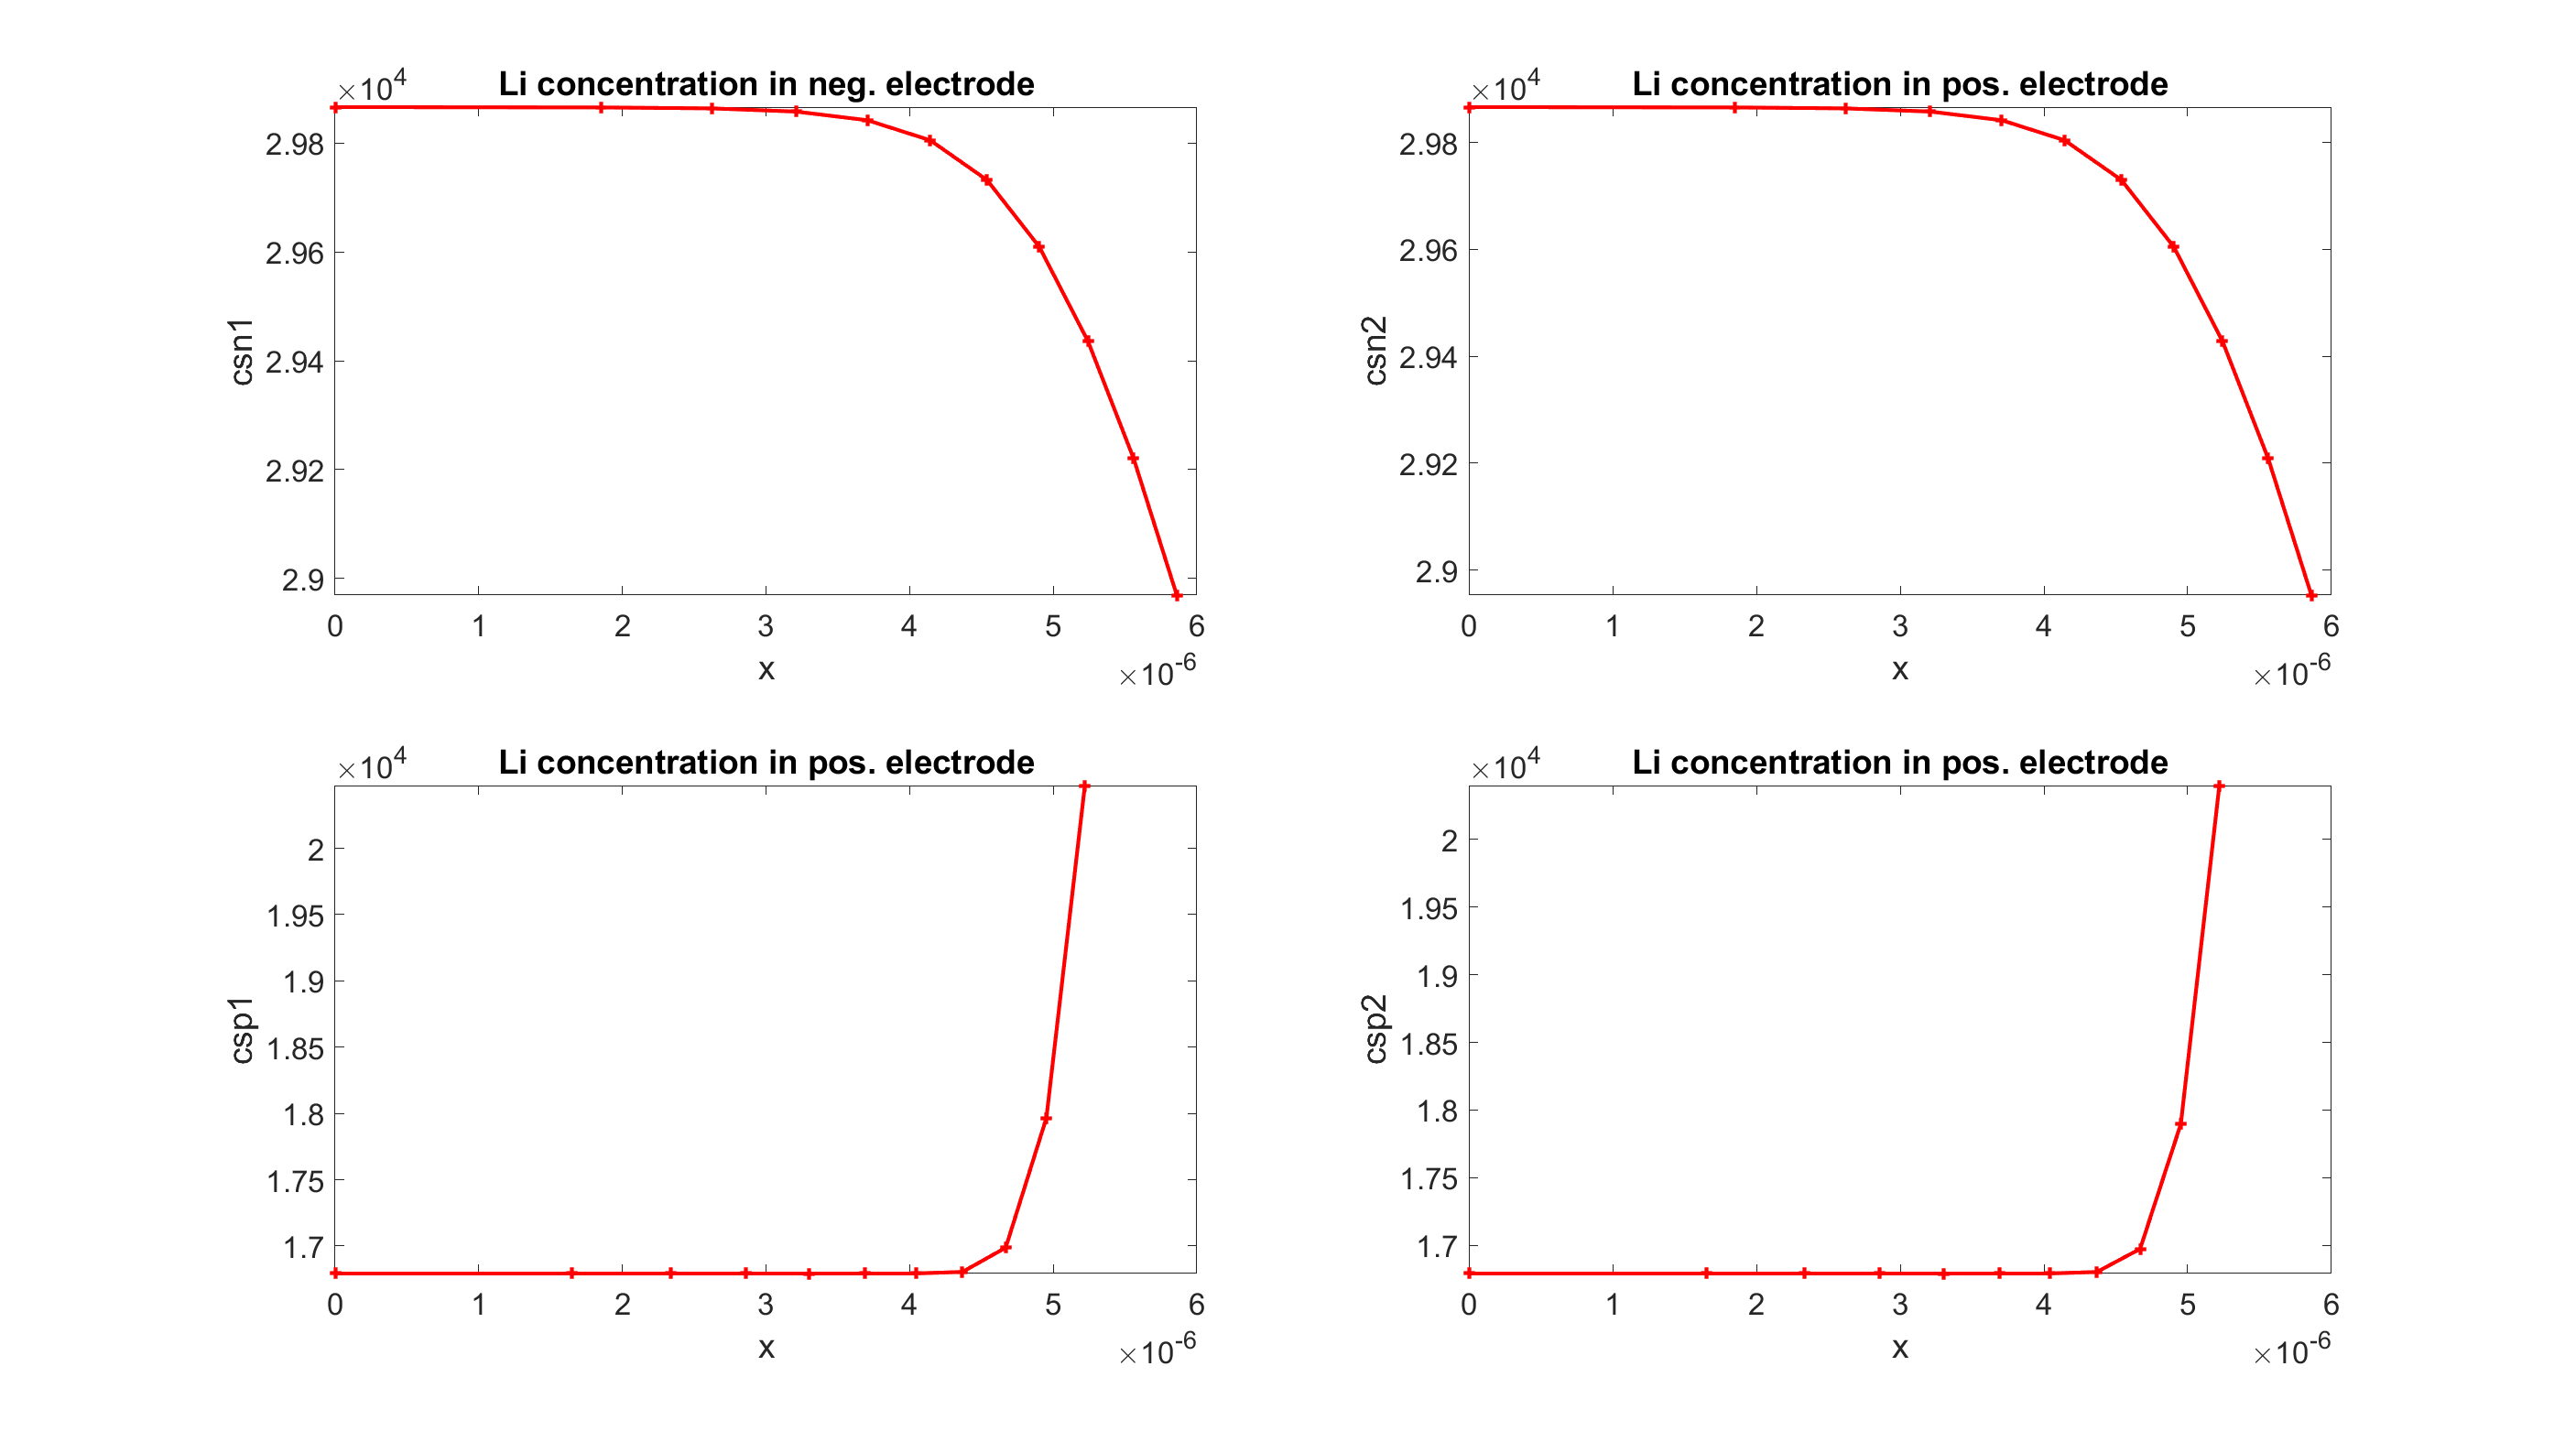 Li concentration in neg. electrode
×10^4
2.98
2.96
2.94
2.92
2.9
csn1
0 1 2 3 4 5 6
x
×10^-6
Li concentration in pos. electrode
×10^4
2.98
2.96
2.94
2.92
2.9
csn2
0 1 2 3 4 5 6
x
×10^-6
Li concentration in pos. electrode
×10^4
2
1.95
1.9
1.85
1.8
1.75
1.7
csp1
0 1 2 3 4 5 6
x
×10^-6
Li concentration in pos. electrode
×10^4
2
1.95
1.9
1.85
1.8
1.75
1.7
csp2
0 1 2 3 4 5 6
x
×10^-6